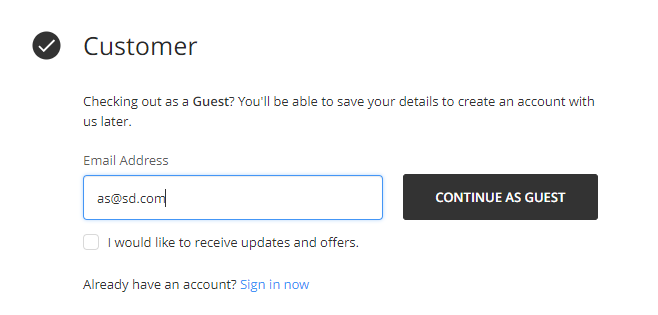 Customer
Checking out as a Guest? You'll be able to save your details to create an account with
us later.
Email Address
as@sd.com
CONTINUE AS GUEST
I would like to receive updates and offers.
Already have an account? Sign in now